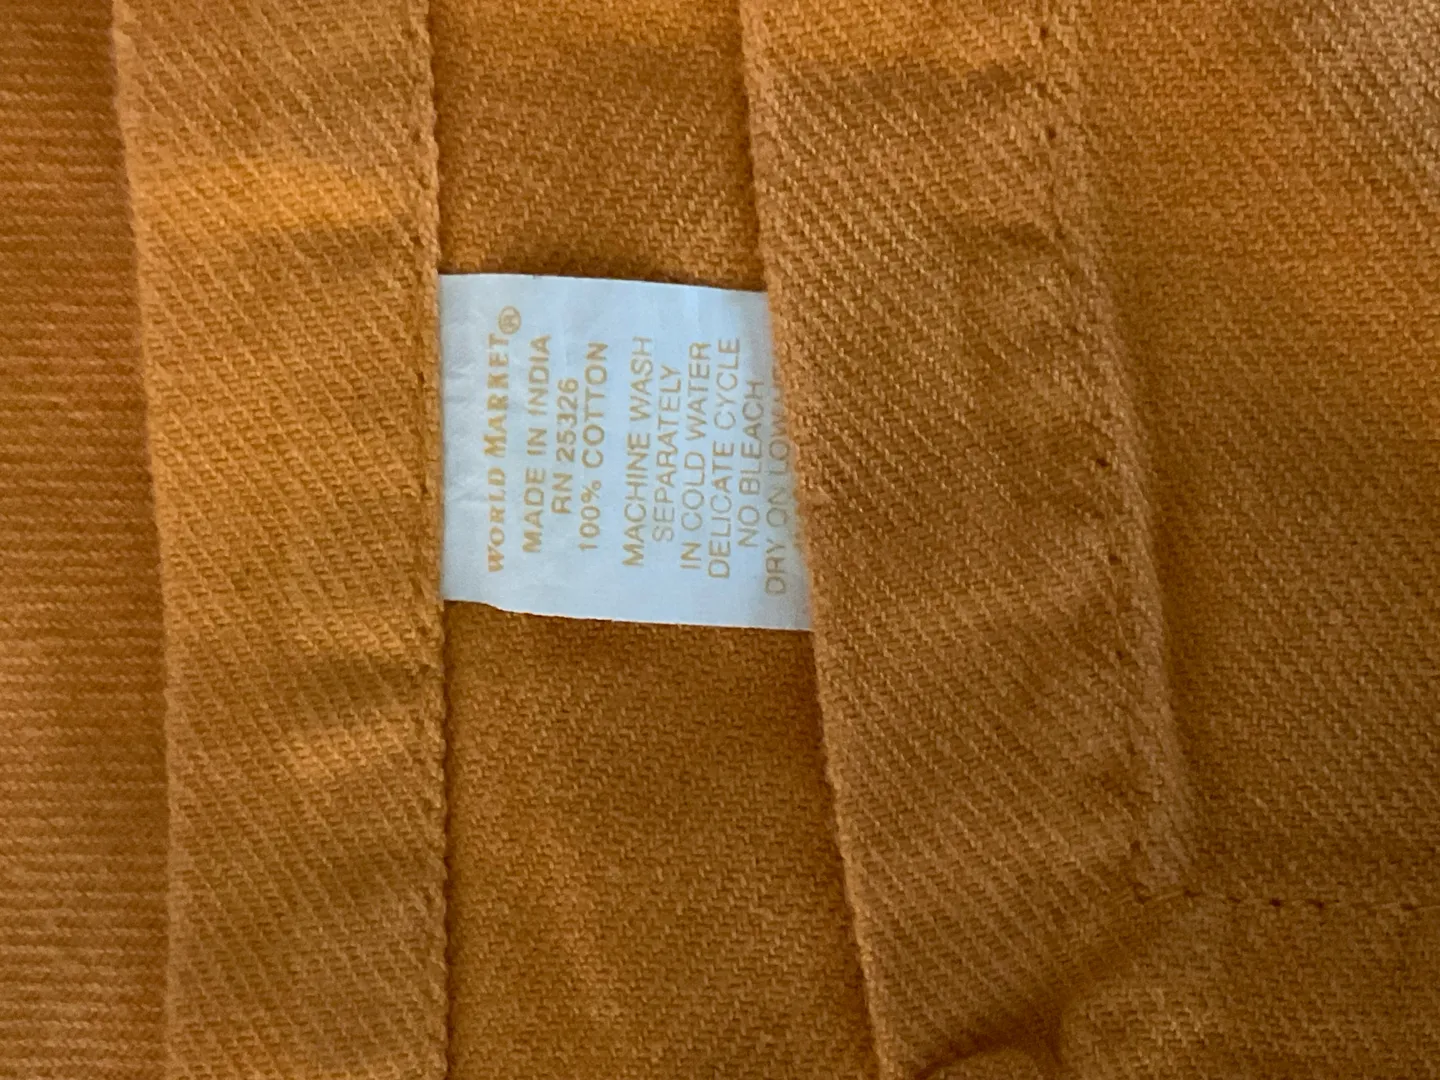 WORLD MARKET®
MADE IN INDIA
RN 25326
100% COTTON
MACHINE WASH
SEPARATELY
IN COLD WATER
DELICATE CYCLE
NO BLEACH
DRY ON LOW